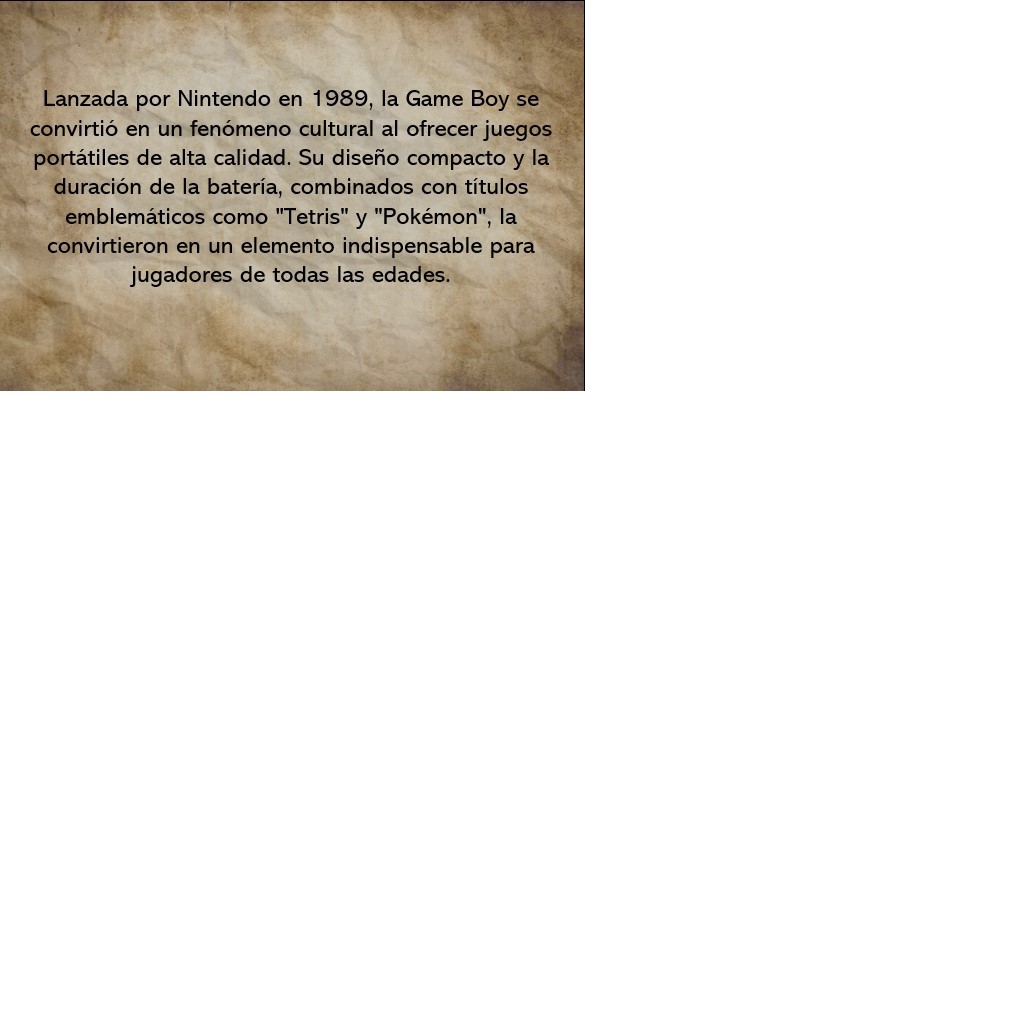 Lanzada por Nintendo en 1989, la Game Boy se
convirtió en un fenómeno cultural al ofrecer juegos
portátiles de alta calidad. Su diseño compacto y la
duración de la batería, combinados con títulos
emblemáticos como "Tetris" y "Pokémon", la
convirtieron en un elemento indispensable para
jugadores de todas las edades.